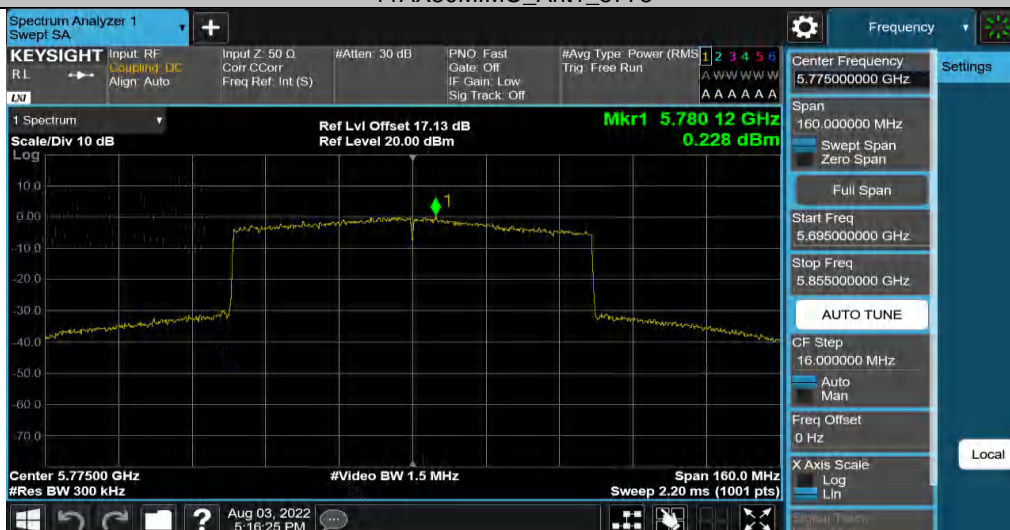 Spectrum Analyzer 1
Swept SA
+
Frequency
KEYSIGHT
RL
LXI
Input: RF
Coupling: DC
Align: Auto
Input Z: 50 Ω
Corr CCorr
Freq Ref: Int (S)
#Atten: 30 dB
PNO: Fast
Gate: Off
IF Gain: Low
Sig Track: Off
#Avg Type: Power (RMS
Trig: Free Run
1 2 3 4 5 6
A W W W W W
A A A A A A
1 Spectrum
Scale/Div 10 dB
Log
Ref Lvl Offset 17.13 dB
Ref Level 20.00 dBm
Mkr1 5.780 12 GHz
0.228 dBm
1
10.0
0.00
-10.0
-20.0
-30.0
-40.0
-50.0
-60.0
-70.0
Center 5.77500 GHz
#Res BW 300 kHz
#Video BW 1.5 MHz
Span 160.0 MHz
Sweep 2.20 ms (1001 pts)
?
Aug 03, 2022
5:16:25 PM
Center Frequency
5.775000000 GHz
Span
160.000000 MHz
Swept Span
Zero Span
Full Span
Start Freq
5.695000000 GHz
Stop Freq
5.855000000 GHz
AUTO TUNE
CF Step
16.000000 MHz
Auto
Man
Freq Offset
0 Hz
X Axis Scale
Log
Lin
Settings
Local